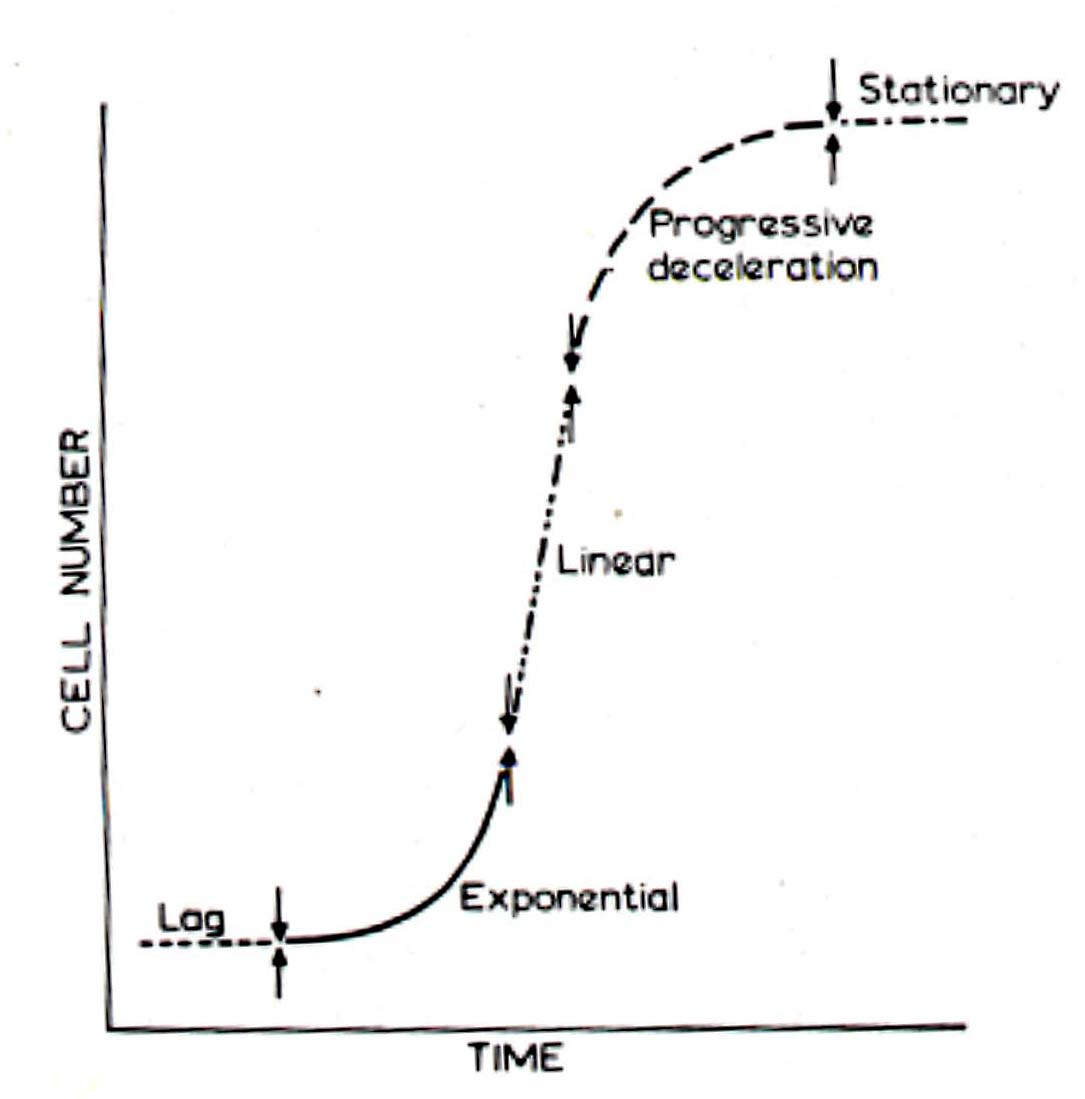 Stationary
Progressive
deceleration
Linear
Exponential
Lag
CELL NUMBER
TIME